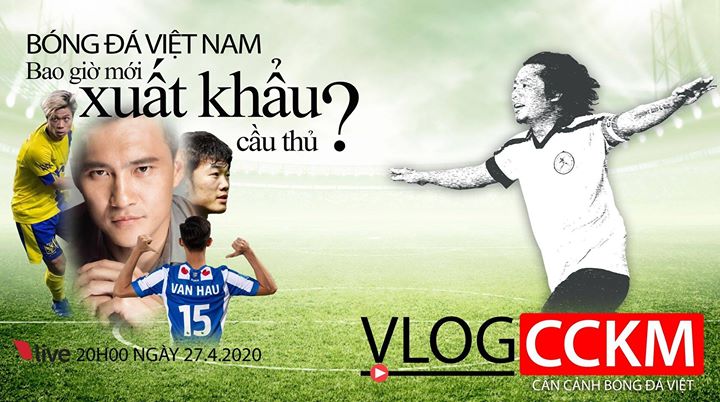 BÓNG ĐÁ VIỆT NAM
Bao giờ mới
xuất khẩu
cầu thủ ?
VAN HAU
15
live 20H00 NGÀY 27.4.2020
VLOG CCKM
CẬN CẢNH BÓNG ĐÁ VIỆT